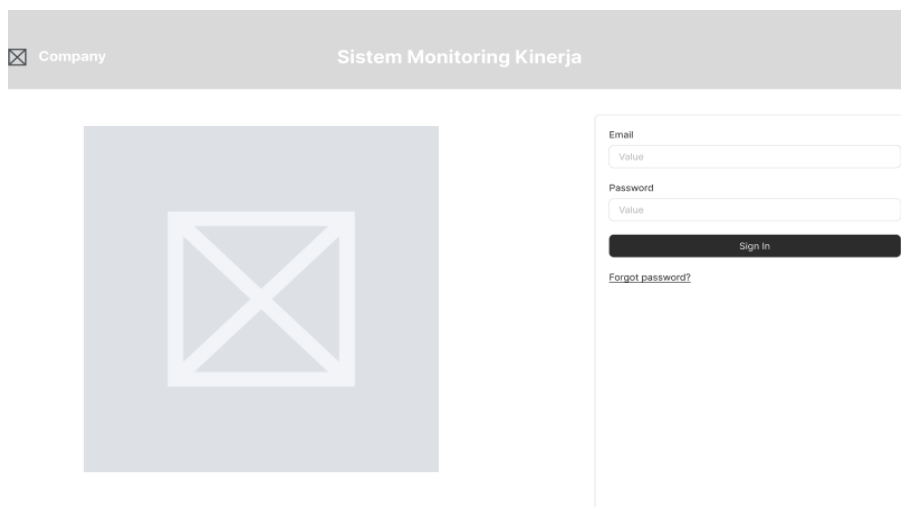 Company
Sistem Monitoring Kinerja
Email
Value
Password
Value
Sign In
Forgot password?